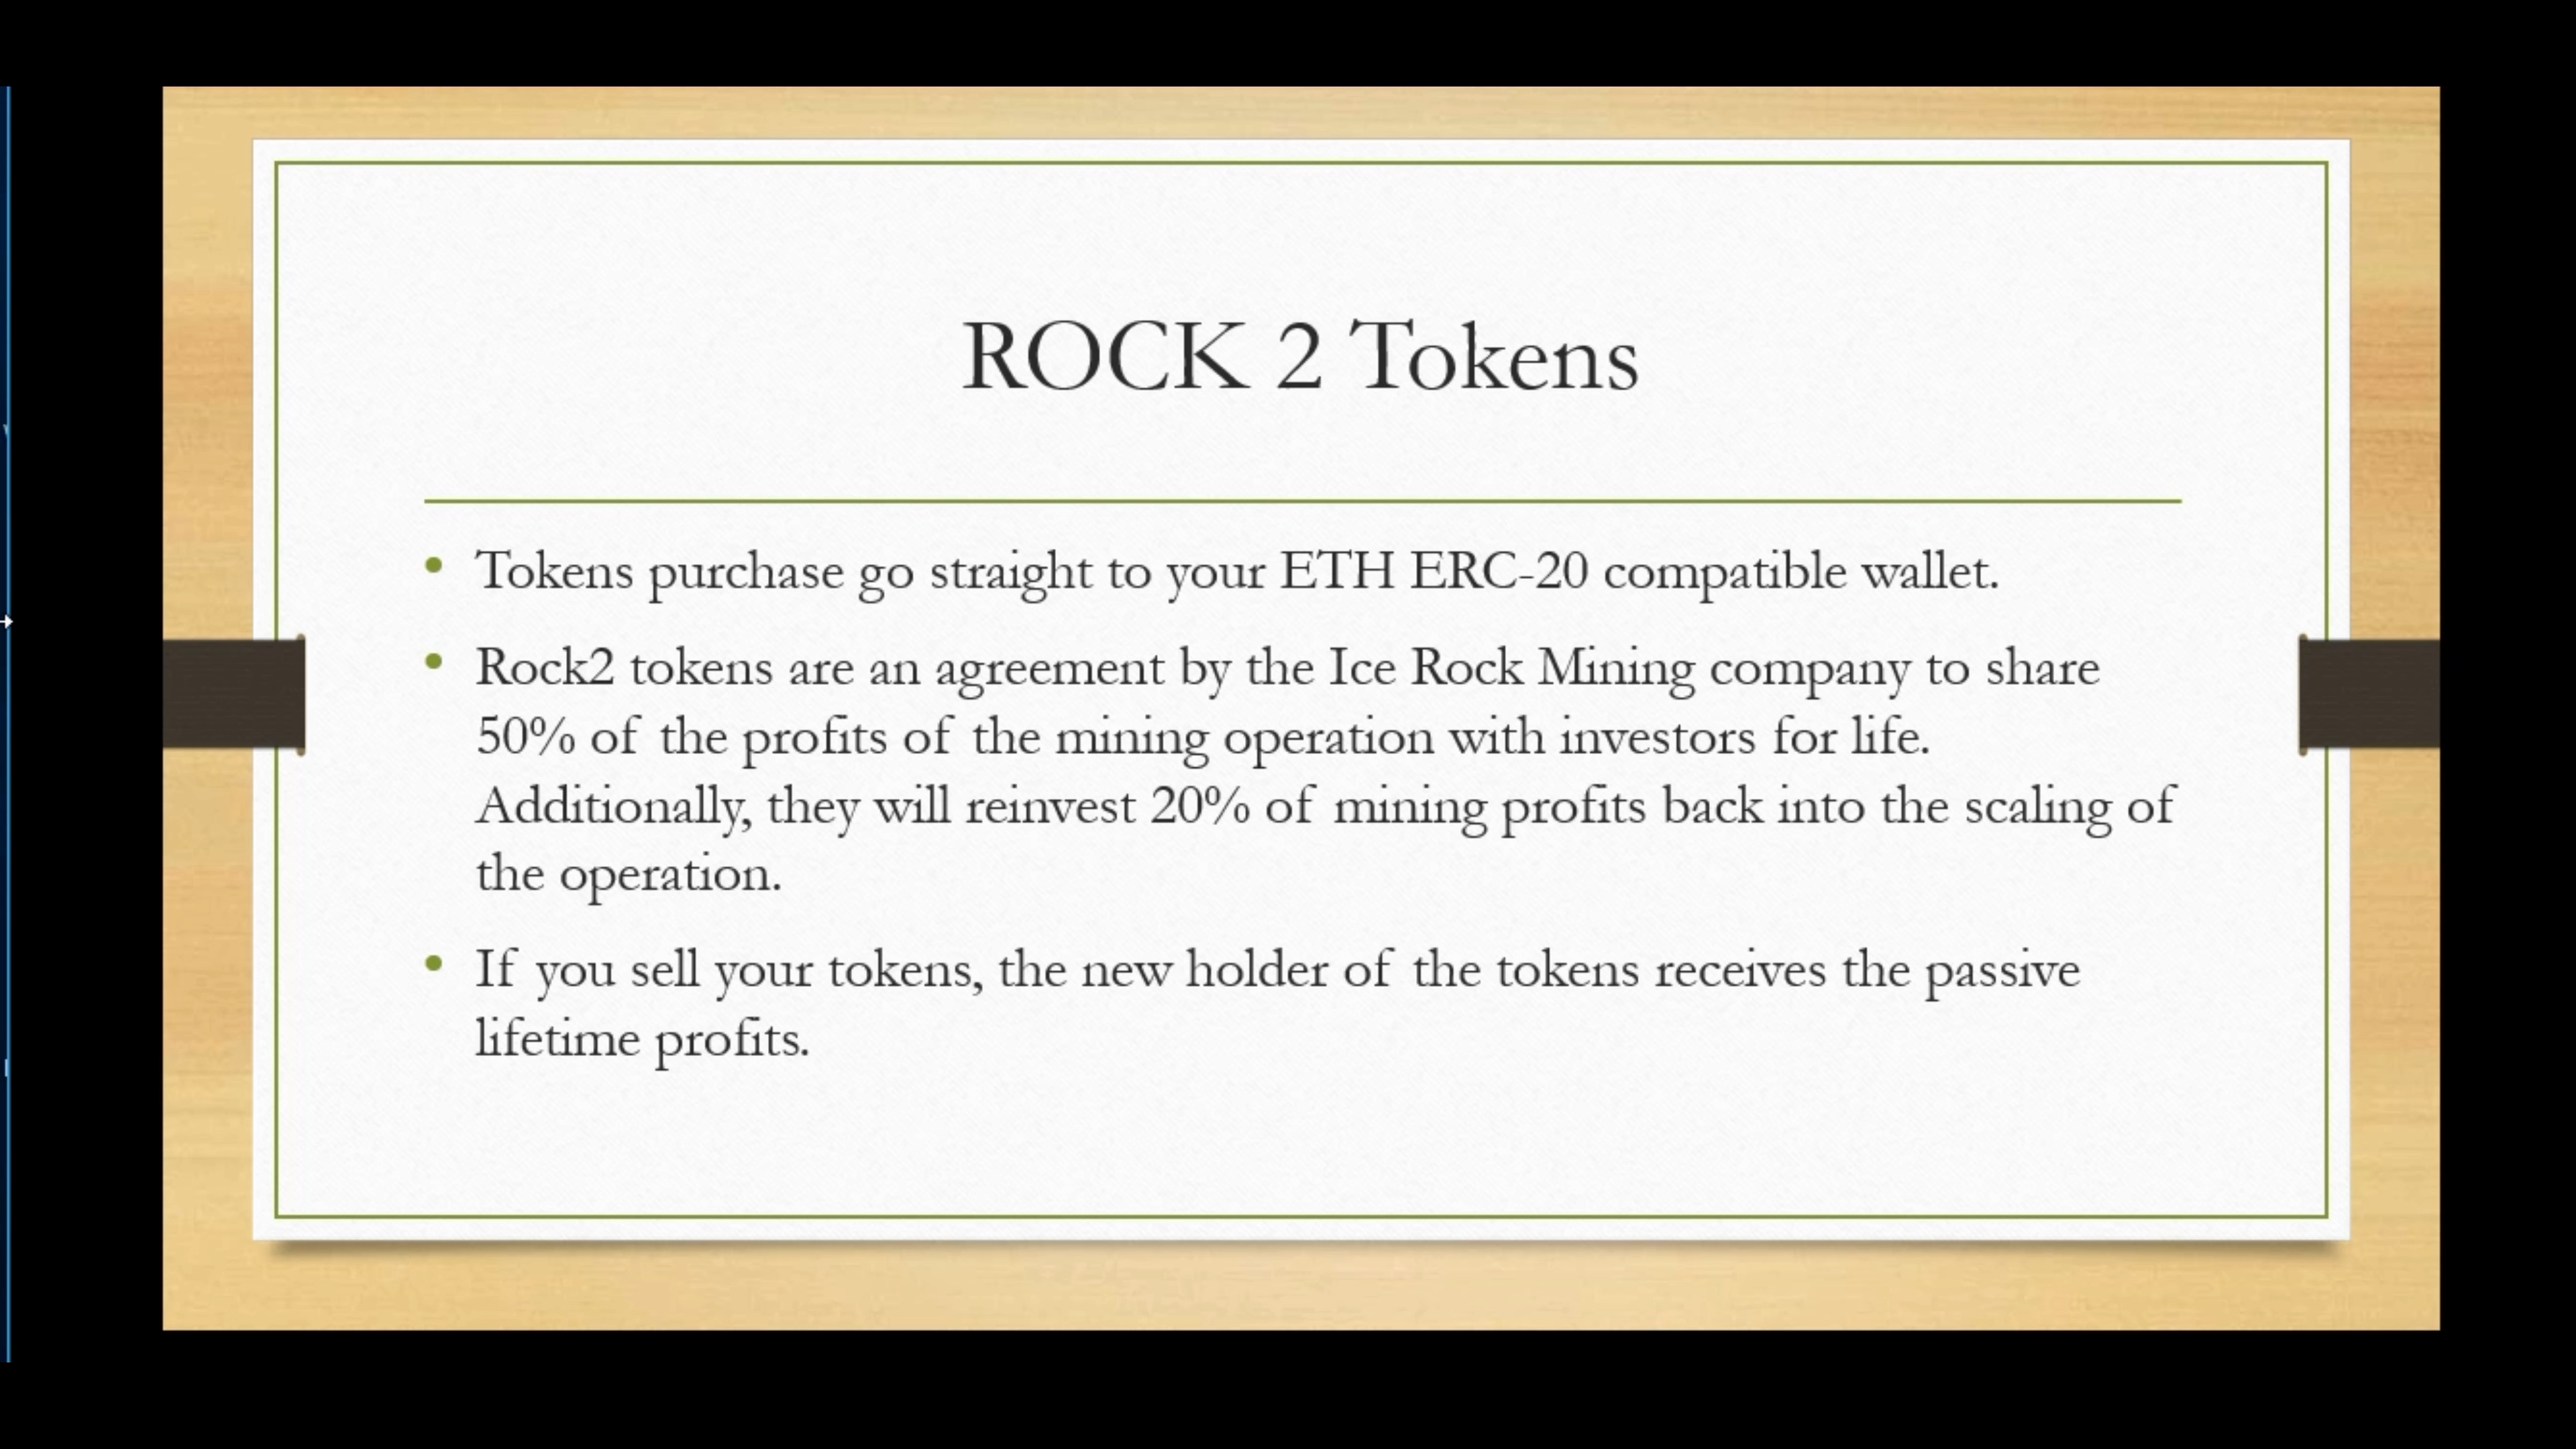 ROCK 2 Tokens
• Tokens purchase go straight to your ETH ERC-20 compatible wallet.
• Rock2 tokens are an agreement by the Ice Rock Mining company to share
50% of the profits of the mining operation with investors for life.
Additionally, they will reinvest 20% of mining profits back into the scaling of
the operation.
• If you sell your tokens, the new holder of the tokens receives the passive
lifetime profits.